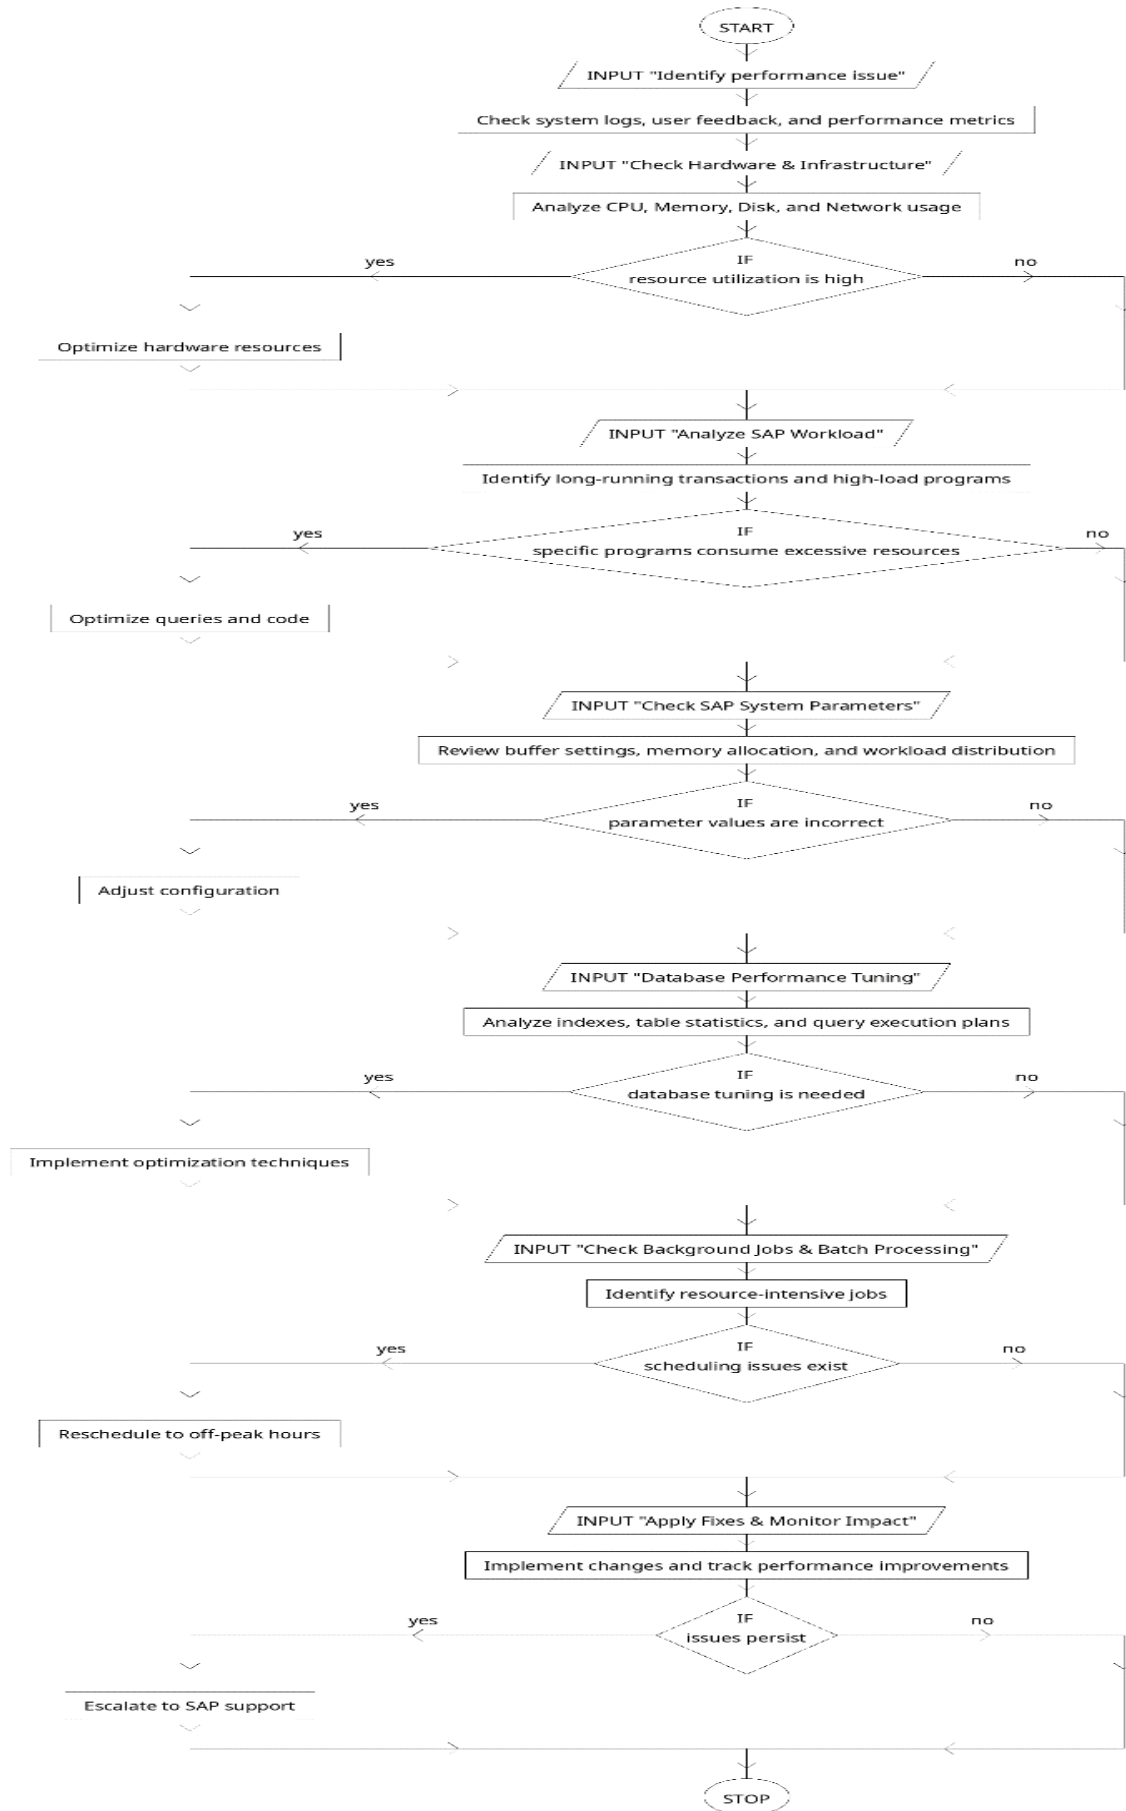 START
INPUT "Identify performance issue"
Check system logs, user feedback, and performance metrics
INPUT "Check Hardware & Infrastructure"
Analyze CPU, Memory, Disk, and Network usage
yes
IF
resource utilization is high
no
Optimize hardware resources
INPUT "Analyze SAP Workload"
Identify long-running transactions and high-load programs
yes
IF
specific programs consume excessive resources
no
Optimize queries and code
INPUT "Check SAP System Parameters"
Review buffer settings, memory allocation, and workload distribution
yes
IF
parameter values are incorrect
no
Adjust configuration
INPUT "Database Performance Tuning"
Analyze indexes, table statistics, and query execution plans
yes
IF
database tuning is needed
no
Implement optimization techniques
INPUT "Check Background Jobs & Batch Processing"
Identify resource-intensive jobs
yes
IF
scheduling issues exist
no
Reschedule to off-peak hours
INPUT "Apply Fixes & Monitor Impact"
Implement changes and track performance improvements
yes
IF
issues persist
no
Escalate to SAP support
STOP